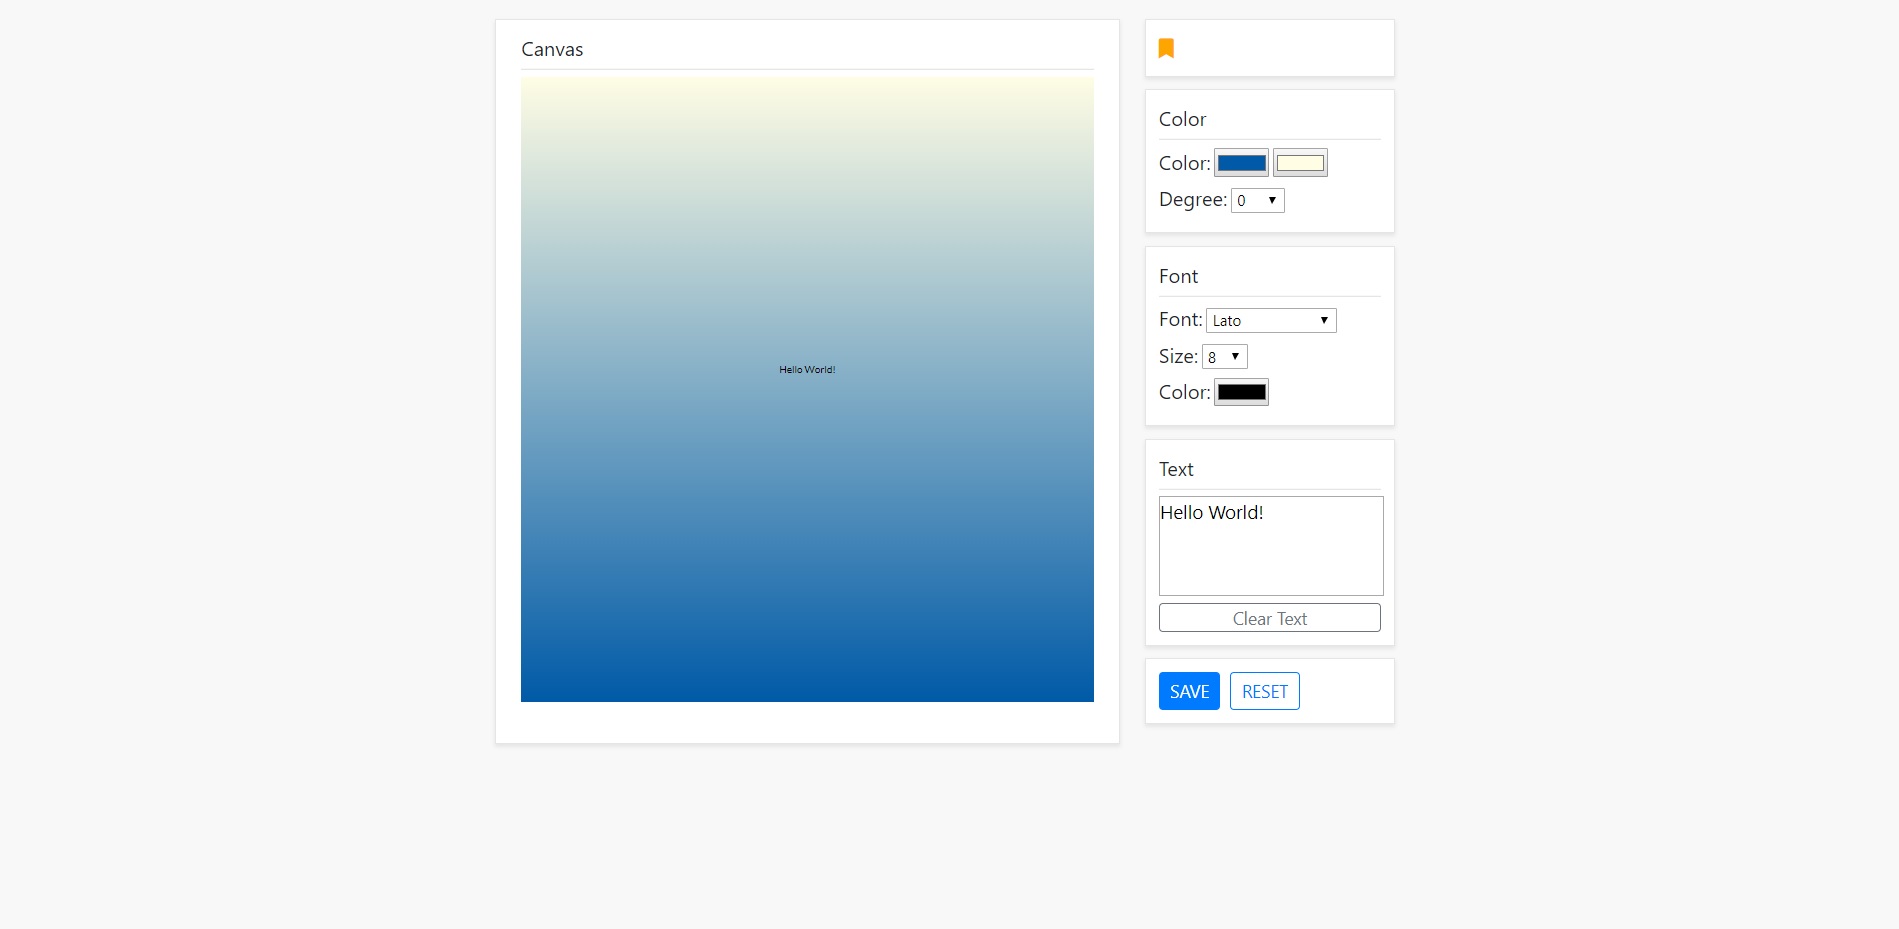 Canvas
Hello World!
Color
Color:
Degree: 0
Font
Font: Lato
Size: 8
Color:
Text
Hello World!
Clear Text
SAVE RESET